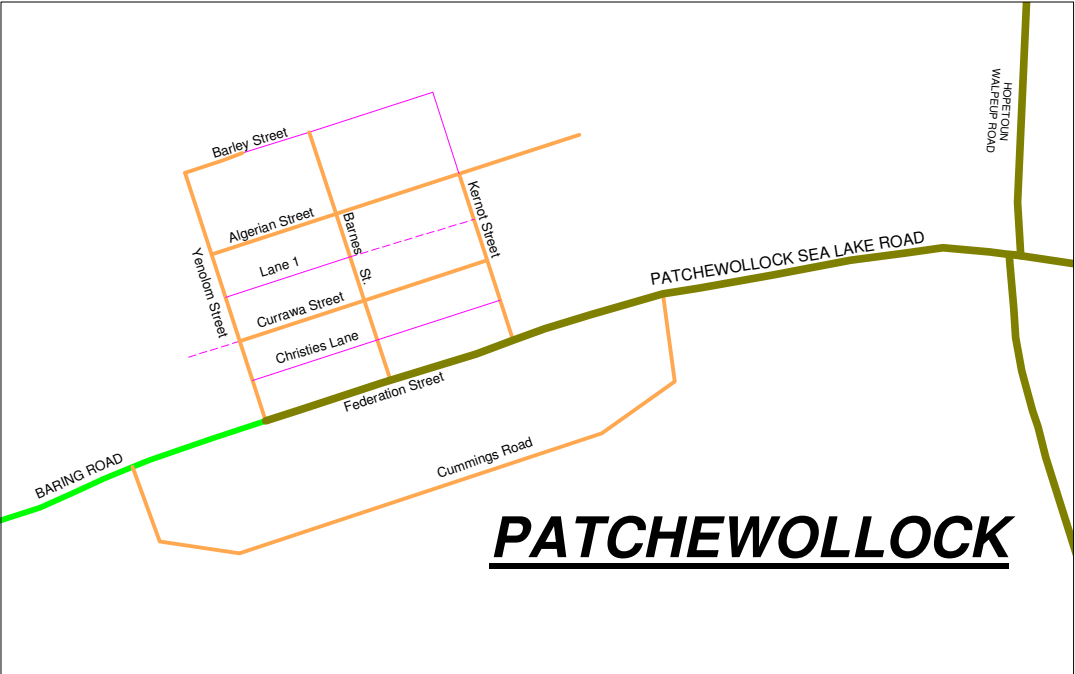 HOPETOUN
WALPEUP ROAD
Barley Street
Kernot Street
Algerian Street
Barnes St.
Yenolom Street
Lane 1
PATCHEWOLLOCK SEA LAKE ROAD
Currawa Street
Christies Lane
Federation Street
BARING ROAD
Cummings Road
PATCHEWOLLOCK